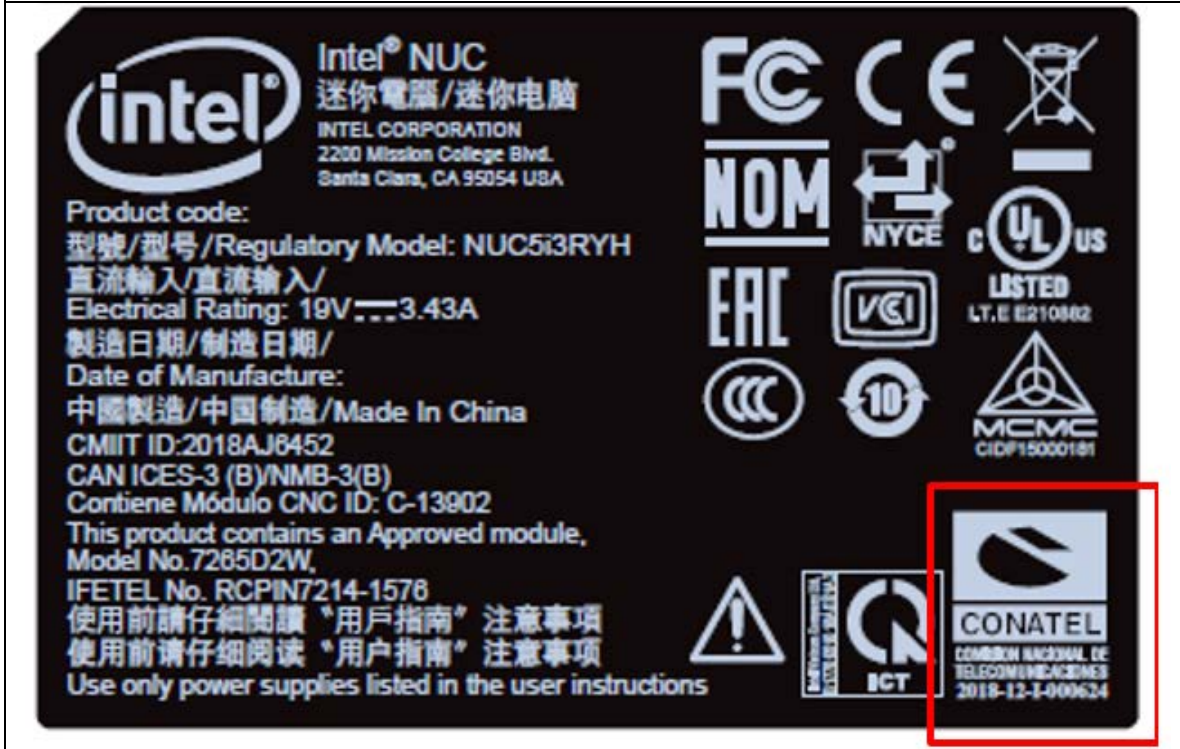 intel®
Intel® NUC
迷你電腦/迷你电脑
INTEL CORPORATION
2200 Mission College Blvd.
Santa Clara, CA 95054 USA
Product code:
型號/型号/Regulatory Model: NUC5i3RYH
直流輸入/直流输入/
Electrical Rating: 19V⎓3.43A
製造日期/制造日期/
Date of Manufacture:
中國製造/中国制造/Made In China
CMIIT ID:2018AJ6452
CAN ICES-3 (B)/NMB-3(B)
Contiene Módulo CNC ID: C-13902
This product contains an Approved module,
Model No.7265D2W,
IFETEL No. RCPIN7214-1576
使用前請仔細閱讀〝用戶指南〞注意事項
使用前请仔细阅读〝用户指南〞注意事项
Use only power supplies listed in the user instructions
FC CE
NOM
NYCE®
C UL® US
LISTED
I.T.E E210882
EAC
VCI
CCC
10
MCMC
CIDF15000181
ICT
CONATEL
COMISION NACIONAL DE
TELECOMUNICACIONES
2018-12-I-000624